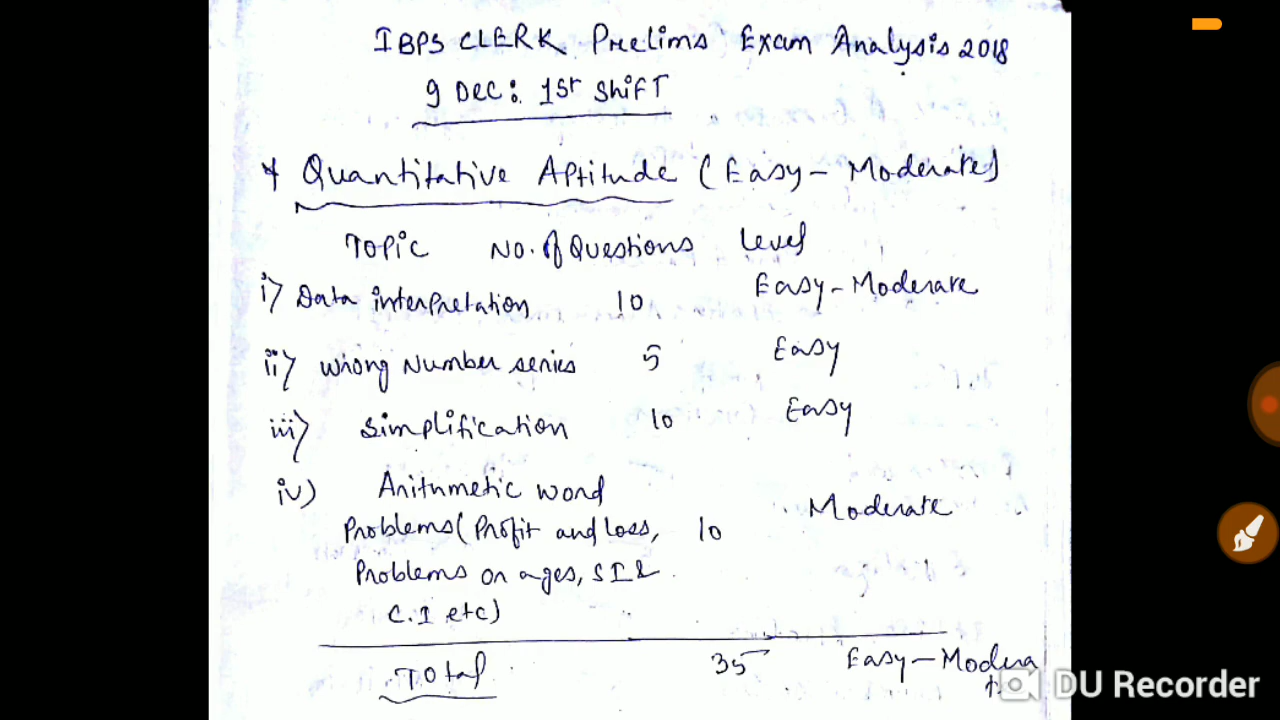 IBPS CLERK Prelims Exam Analysis 2018
9 DEC: 1st SHIFT
* Quantitative Aptitude (Easy - Moderate)
Topic No. of Questions level
i) Data interpretation 10 Easy - Moderate
ii) Wrong Number series 5 Easy
iii) Simplification 10 Easy
iv) Arithmetic word
Problems (Profit and loss, 10 Moderate
Problems on ages, SI &
C.I etc)
Total 35 Easy - Modera
te
DU Recorder